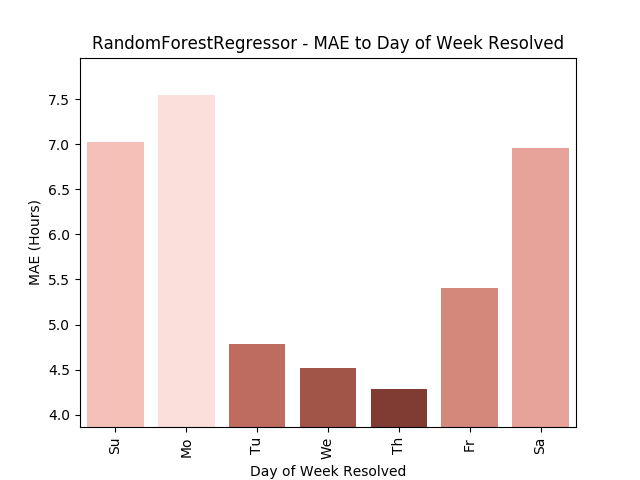 RandomForestRegressor - MAE to Day of Week Resolved
7.5
7.0
6.5
6.0
5.5
5.0
4.5
4.0
MAE (Hours)
Su
Mo
Tu
We
Th
Fr
Sa
Day of Week Resolved